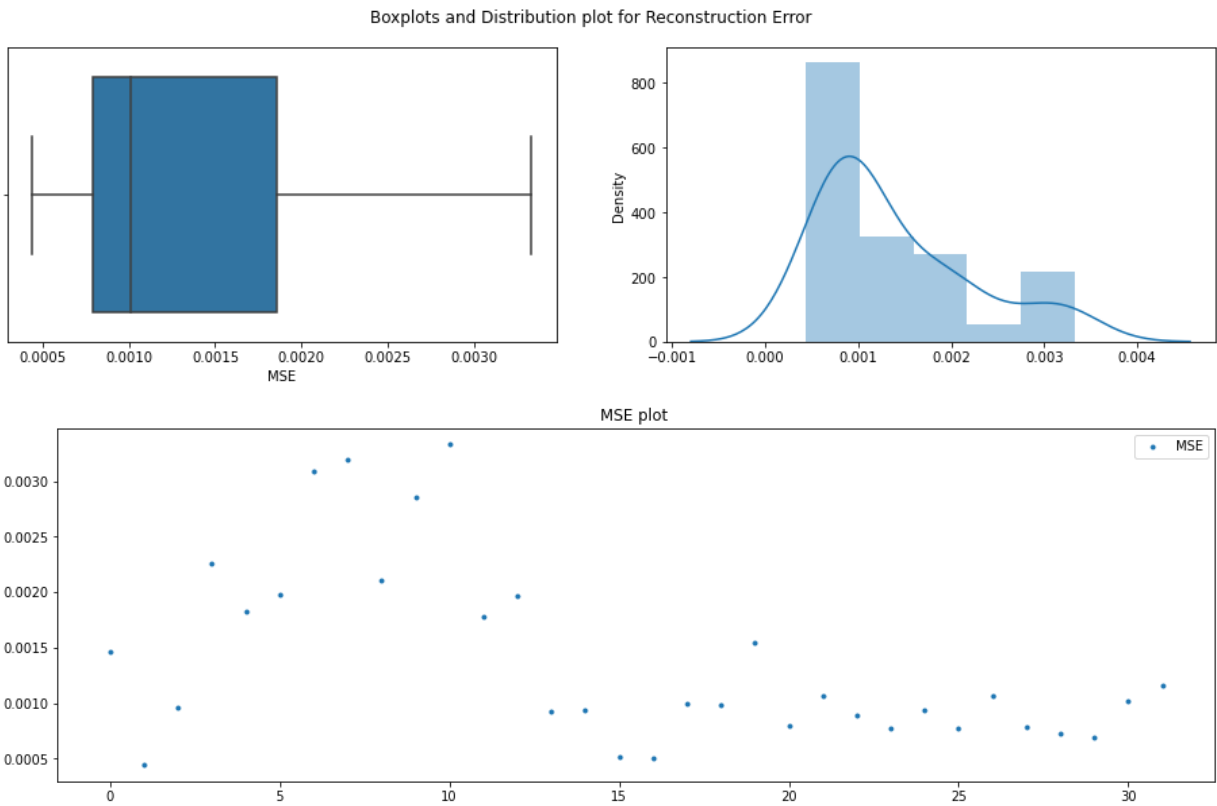 Boxplots and Distribution plot for Reconstruction Error
0.0005 0.0010 0.0015 0.0020 0.0025 0.0030
MSE
800
600
400
200
0
Density
−0.001 0.000 0.001 0.002 0.003 0.004
MSE plot
MSE
0.0030
0.0025
0.0020
0.0015
0.0010
0.0005
0 5 10 15 20 25 30